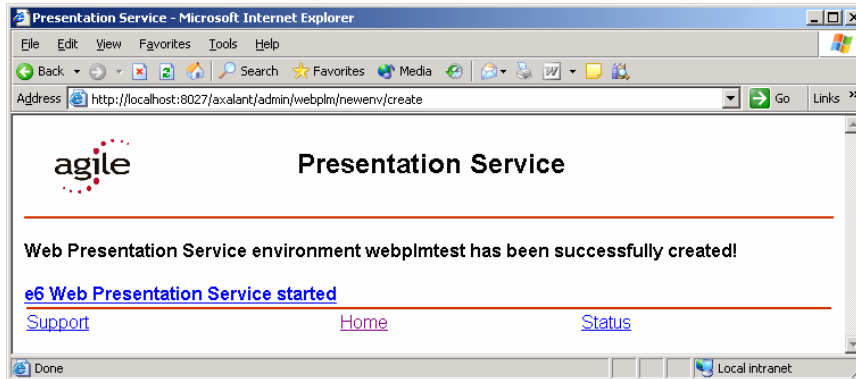 Presentation Service - Microsoft Internet Explorer
File Edit View Favorites Tools Help
Back Search Favorites Media
Address http://localhost:8027/axalant/admin/webplm/newenv/create Go Links »
agile
Presentation Service
Web Presentation Service environment webplmtest has been successfully created!
e6 Web Presentation Service started
Support Home Status
Done Local intranet